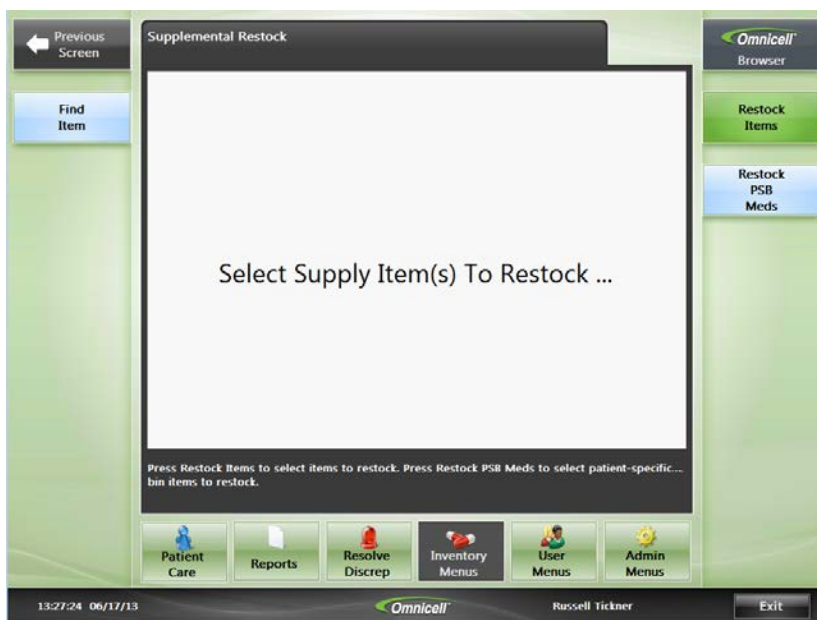 Previous
Screen
Supplemental Restock
Omnicell
Browser
Find
Item
Restock
Items
Restock
PSB
Meds
Select Supply Item(s) To Restock ...
Press Restock Items to select items to restock. Press Restock PSB Meds to select patient-specific....
bin items to restock.
Patient
Care
Reports
Resolve
Discrep
Inventory
Menus
User
Menus
Admin
Menus
13:27:24 06/17/13
Omnicell
Russell Tickner
Exit